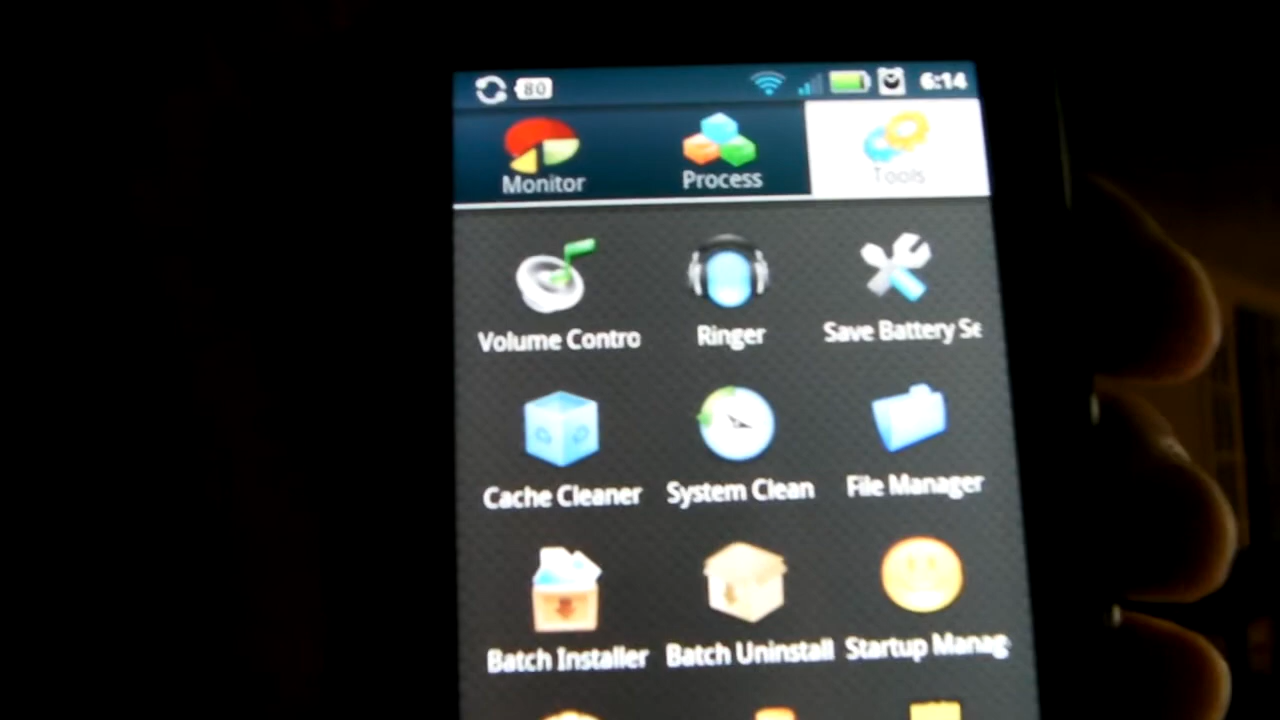 80 6:14
Monitor Process Tools
Volume Contro Ringer Save Battery Se
Cache Cleaner System Clean File Manager
Batch Installer Batch Uninstall Startup Manag